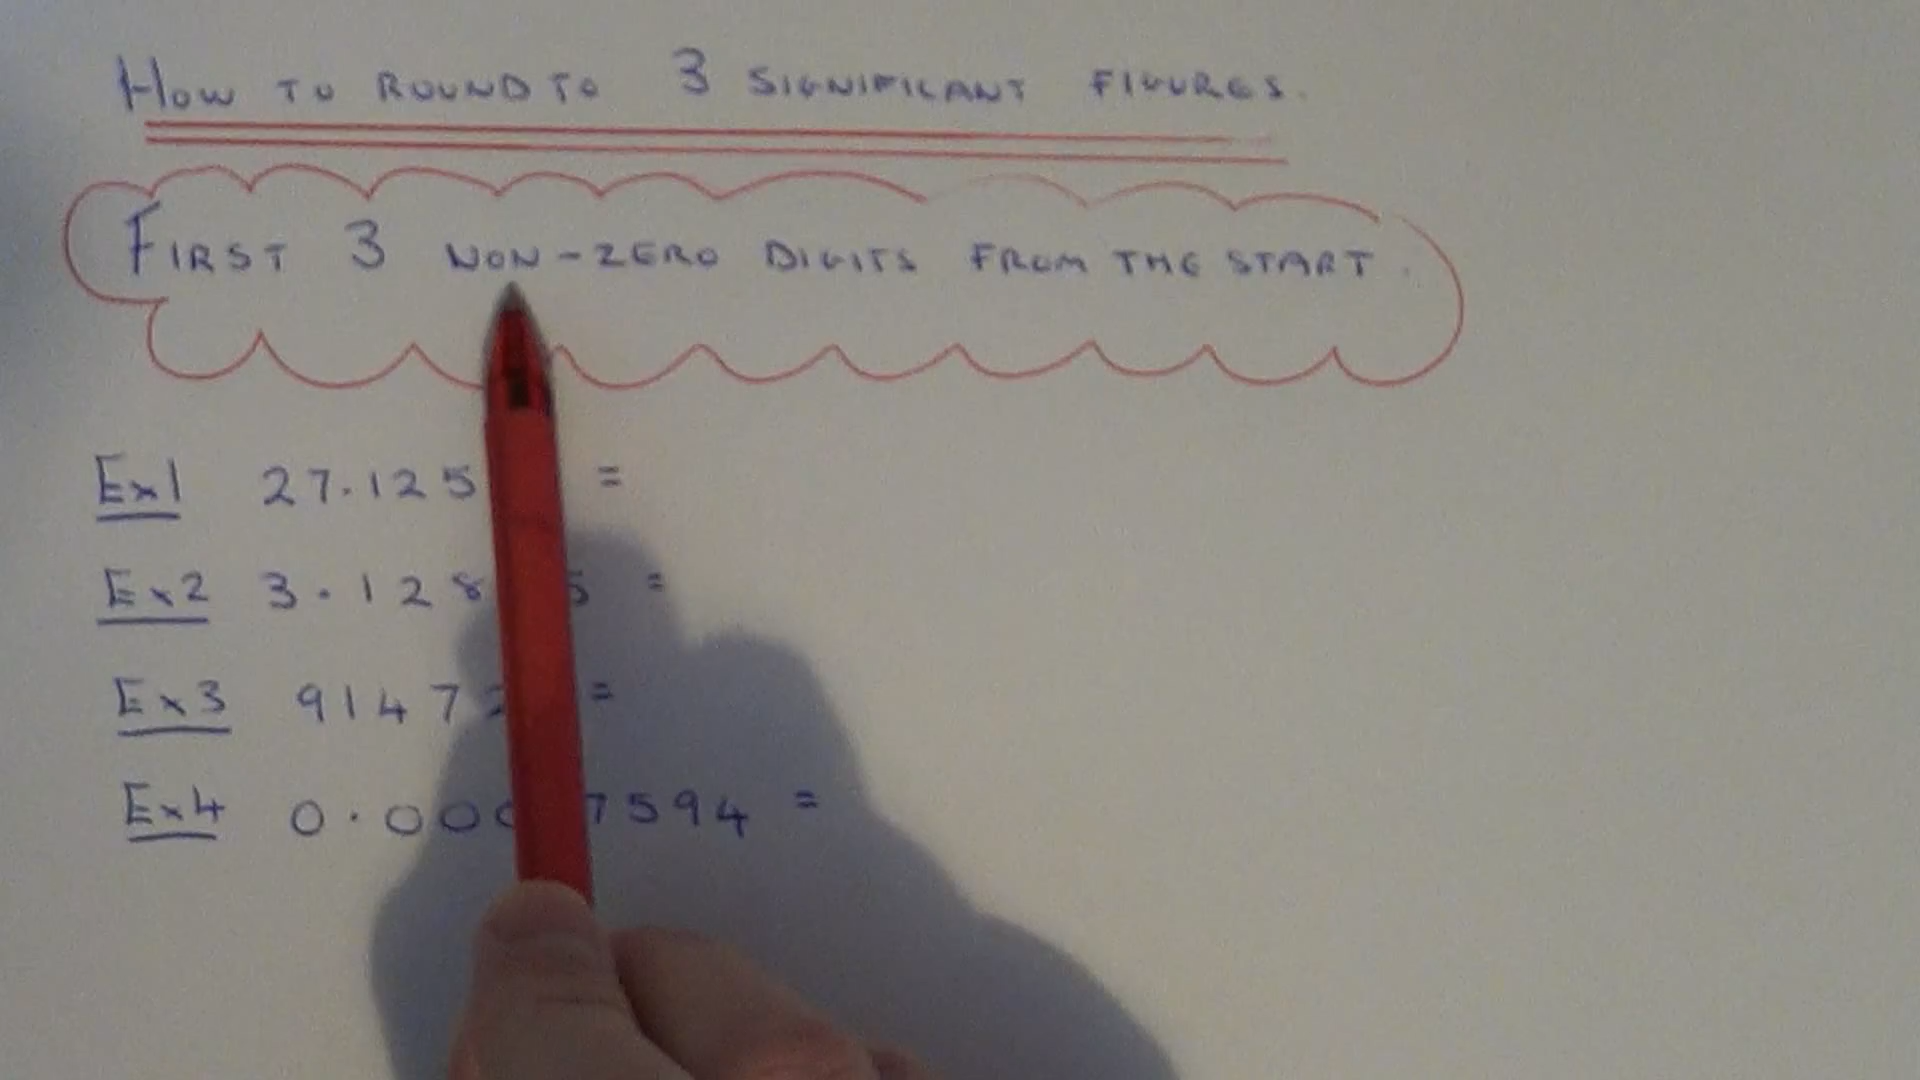 HOW TO ROUND TO 3 SIGNIFICANT FIGURES.
FIRST 3 NON-ZERO DIGITS FROM THE START.
Ex1 27.125 =
Ex2 3.128 5 =
Ex3 9147 =
Ex4 0.00 7594 =